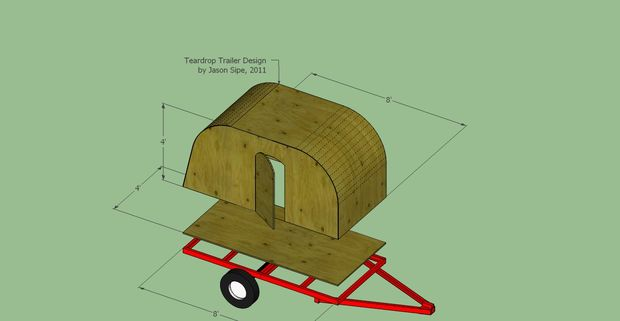 Teardrop Trailer Design
by Jason Sipe, 2011
8'
4'
4'
8'